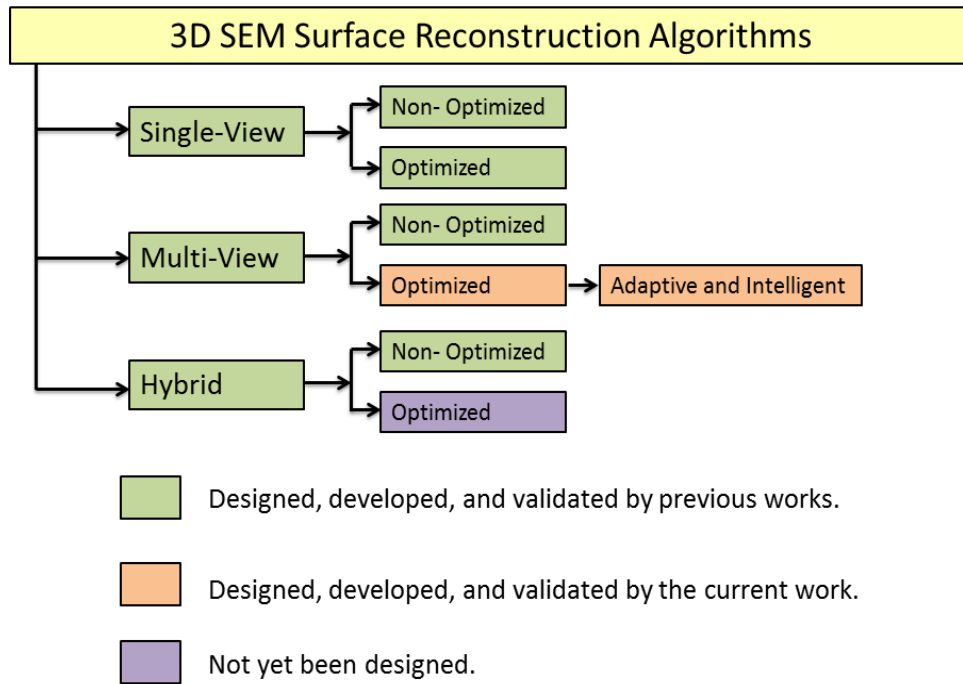 3D SEM Surface Reconstruction Algorithms
Single-View
Non- Optimized
Optimized
Multi-View
Non- Optimized
Optimized
Adaptive and Intelligent
Hybrid
Non- Optimized
Optimized
Designed, developed, and validated by previous works.
Designed, developed, and validated by the current work.
Not yet been designed.